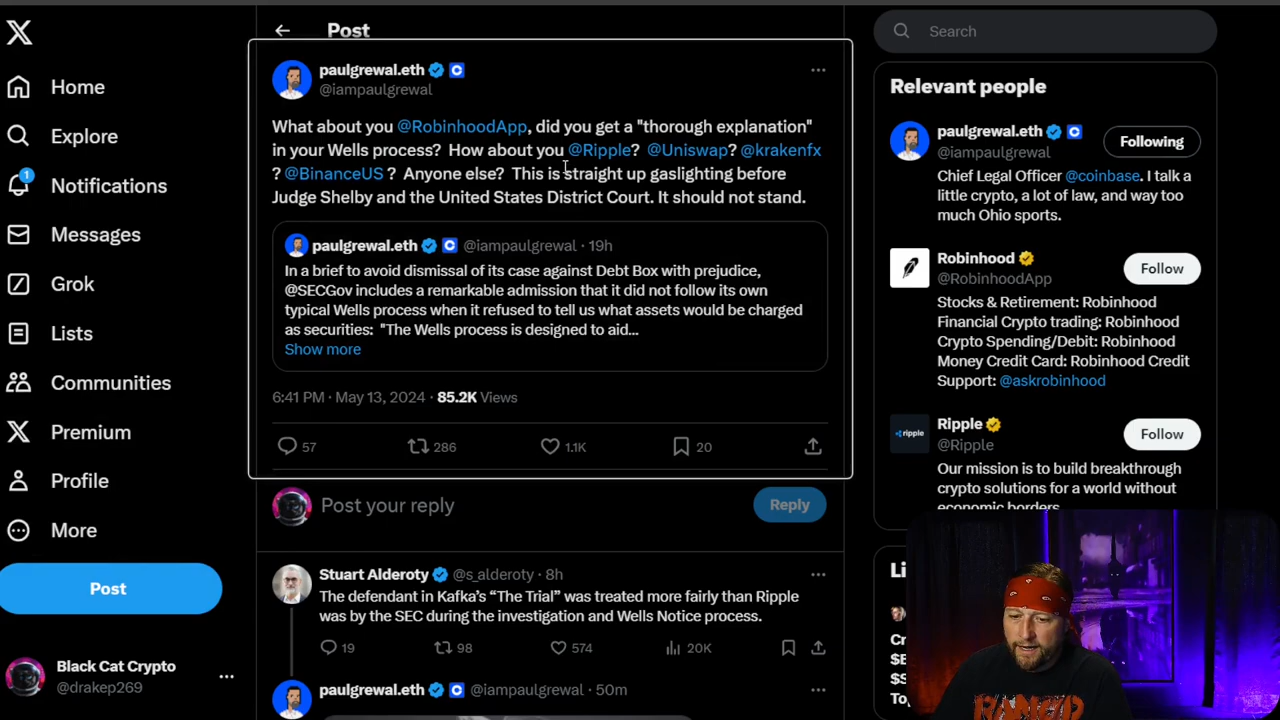 Post
Search
paulgrewal.eth
@iampaulgrewal
What about you @RobinhoodApp, did you get a "thorough explanation"
in your Wells process?  How about you @Ripple?  @Uniswap? @krakenfx
? @BinanceUS ?  Anyone else?  This is straight up gaslighting before
Judge Shelby and the United States District Court. It should not stand.
paulgrewal.eth @iampaulgrewal · 19h
In a brief to avoid dismissal of its case against Debt Box with prejudice,
@SECGov includes a remarkable admission that it did not follow its own
typical Wells process when it refused to tell us what assets would be charged
as securities:  "The Wells process is designed to aid...
Show more
6:41 PM · May 13, 2024 · 85.2K Views
57
286
1.1K
20
Post your reply
Reply
Stuart Alderoty @s_alderoty · 8h
The defendant in Kafka's “The Trial” was treated more fairly than Ripple
was by the SEC during the investigation and Wells Notice process.
19
98
574
20K
paulgrewal.eth @iampaulgrewal · 50m
Home
Explore
1
Notifications
Messages
Grok
Lists
Communities
Premium
Profile
More
Post
Black Cat Crypto
@drakep269
Relevant people
paulgrewal.eth
@iampaulgrewal
Following
Chief Legal Officer @coinbase. I talk a
little crypto, a lot of law, and way too
much Ohio sports.
Robinhood
@RobinhoodApp
Follow
Stocks & Retirement: Robinhood
Financial Crypto trading: Robinhood
Crypto Spending/Debit: Robinhood
Money Credit Card: Robinhood Credit
Support: @askrobinhood
ripple
Ripple
@Ripple
Follow
Our mission is to build breakthrough
crypto solutions for a world without
economic borders